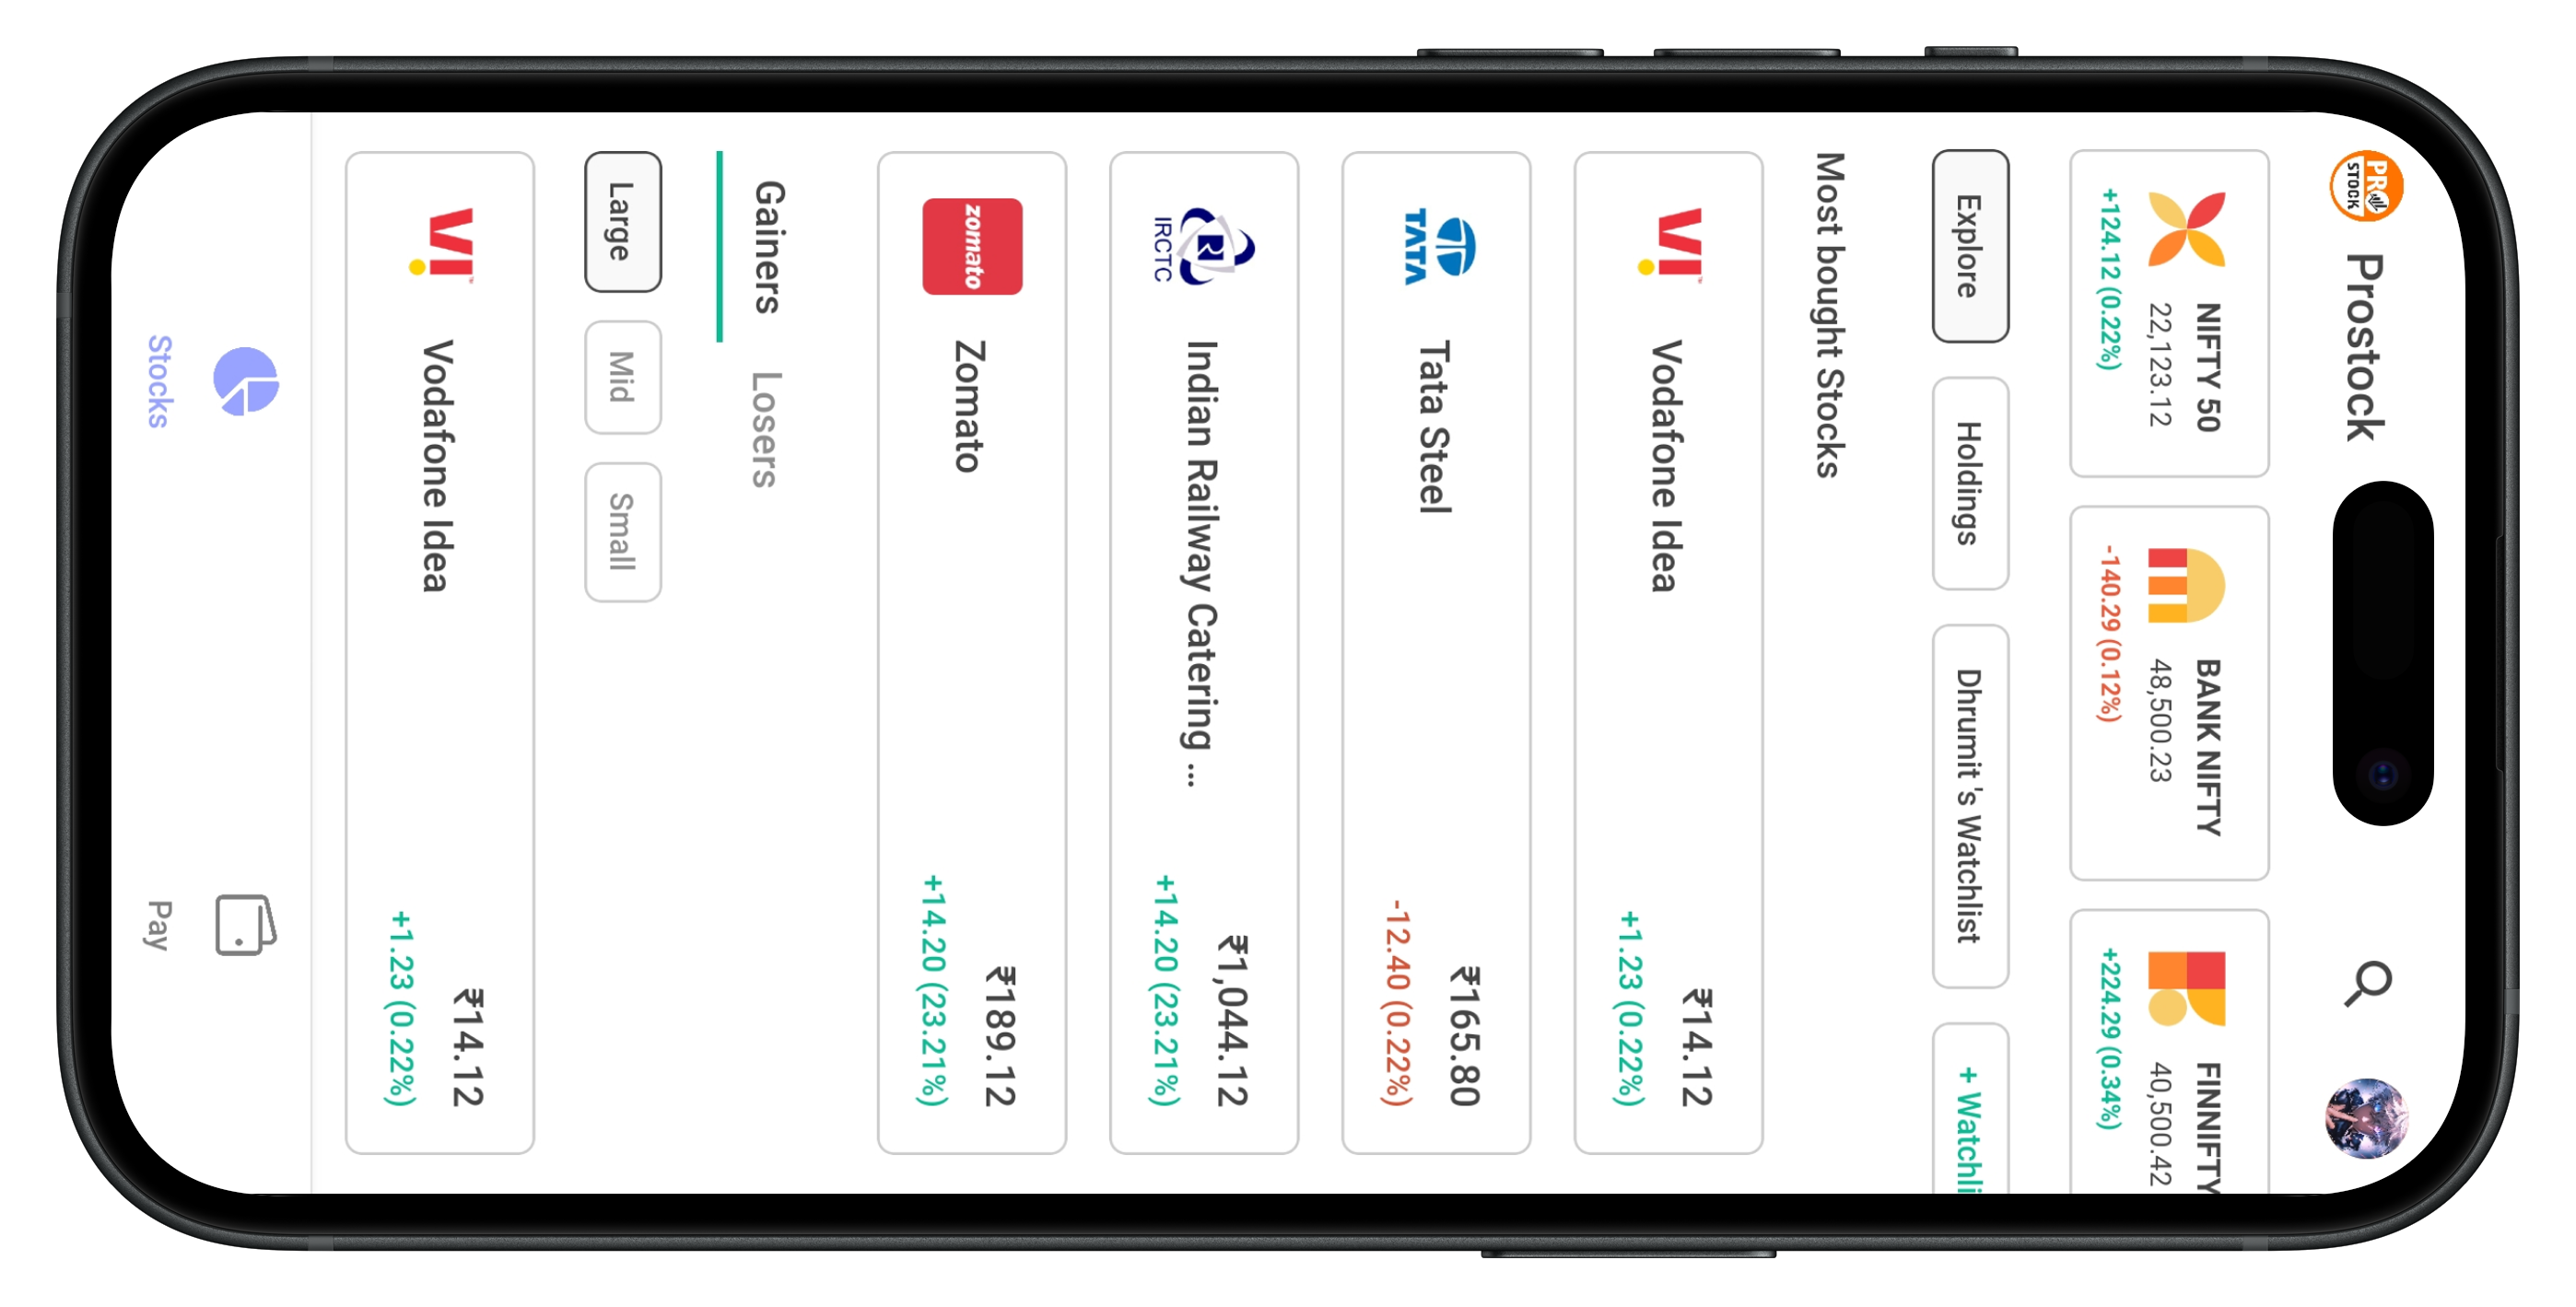 PRO
STOCK
Prostock
NIFTY 50
22,123.12
+124.12 (0.22%)
BANK NIFTY
48,500.23
-140.29 (0.12%)
FINNIFTY
40,500.42
+224.29 (0.34%)
Explore
Holdings
Dhrumit 's Watchlist
+ Watchli
Most bought Stocks
VI
Vodafone Idea
₹14.12
+1.23 (0.22%)
TATA
Tata Steel
₹165.80
-12.40 (0.22%)
IRCTC
Indian Railway Catering ...
₹1,044.12
+14.20 (23.21%)
zomato
Zomato
₹189.12
+14.20 (23.21%)
Gainers
Losers
Large
Mid
Small
VI
Vodafone Idea
₹14.12
+1.23 (0.22%)
Stocks
Pay